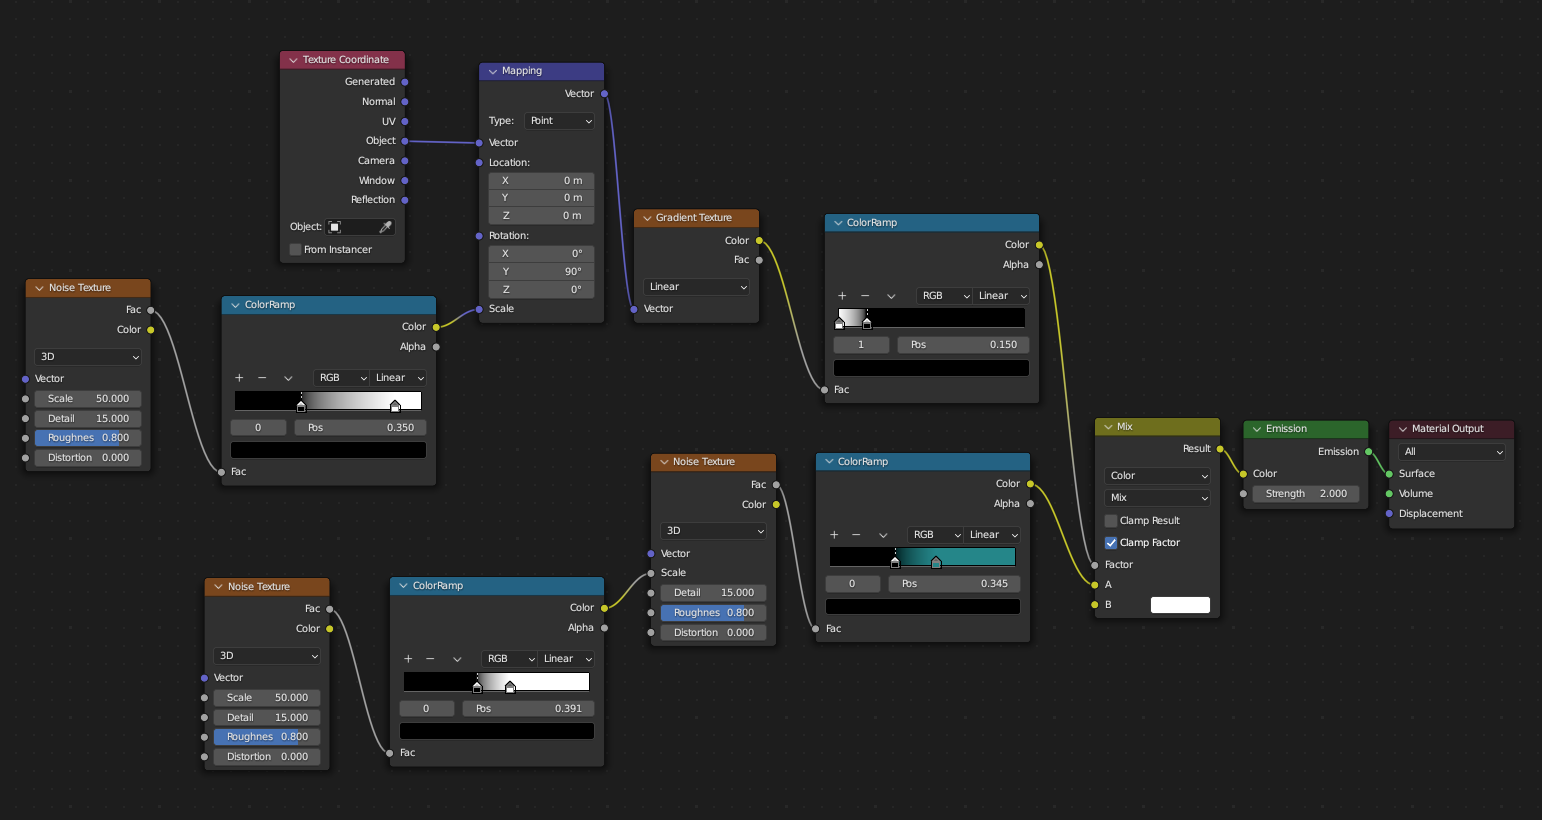 Texture Coordinate
Generated
Normal
UV
Object
Camera
Window
Reflection
Object:
From Instancer
Mapping
Vector
Type: Point
Vector
Location:
X 0 m
Y 0 m
Z 0 m
Rotation:
X 0°
Y 90°
Z 0°
Scale
Gradient Texture
Color
Fac
Linear
Vector
ColorRamp
Color
Alpha
RGB Linear
1 Pos 0.150
Fac
Noise Texture
Fac
Color
3D
Vector
Scale 50.000
Detail 15.000
Roughnes 0.800
Distortion 0.000
ColorRamp
Color
Alpha
RGB Linear
0 Pos 0.350
Fac
Noise Texture
Fac
Color
3D
Vector
Scale
Detail 15.000
Roughnes 0.800
Distortion 0.000
ColorRamp
Color
Alpha
RGB Linear
0 Pos 0.345
Fac
Mix
Result
Color
Mix
Clamp Result
Clamp Factor
Factor
A
B
Emission
Emission
Color
Strength 2.000
Material Output
All
Surface
Volume
Displacement
Noise Texture
Fac
Color
3D
Vector
Scale 50.000
Detail 15.000
Roughnes 0.800
Distortion 0.000
ColorRamp
Color
Alpha
RGB Linear
0 Pos 0.391
Fac